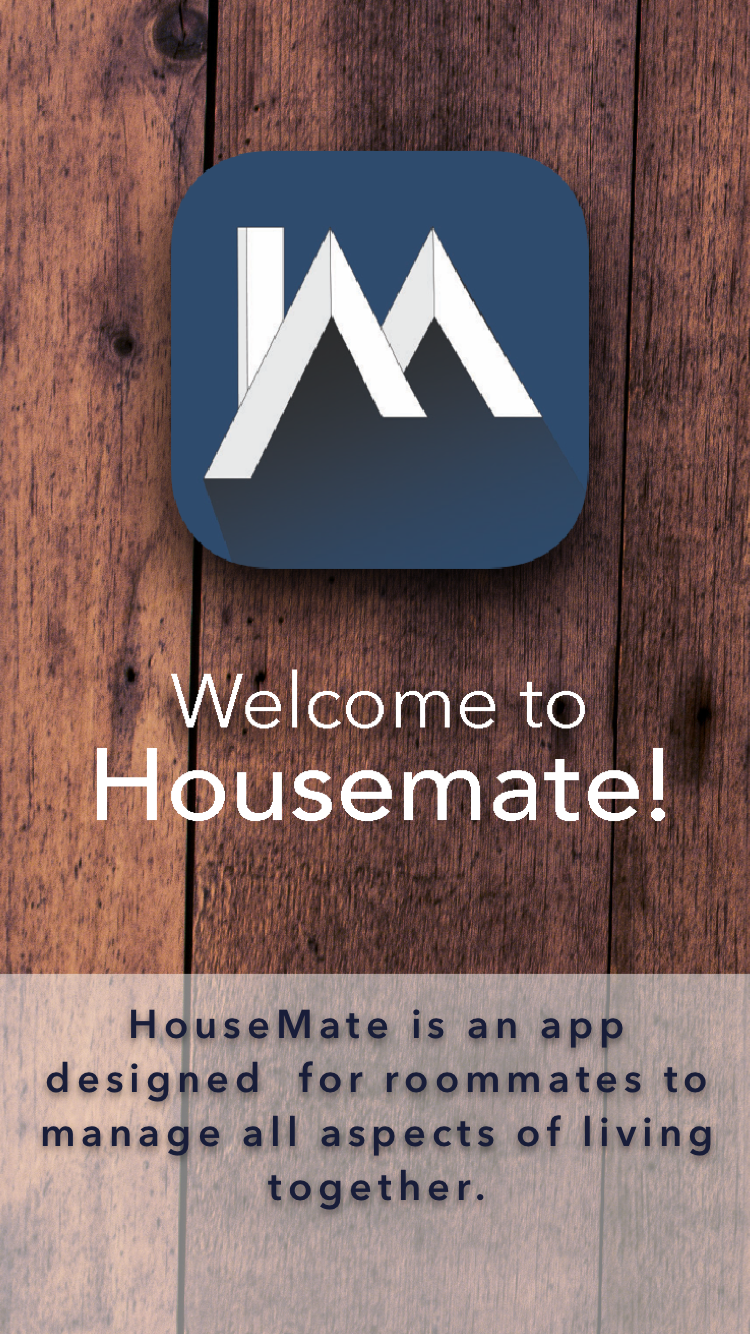 Welcome to
Housemate!
HouseMate is an app
designed  for roommates to
manage all aspects of living
together.